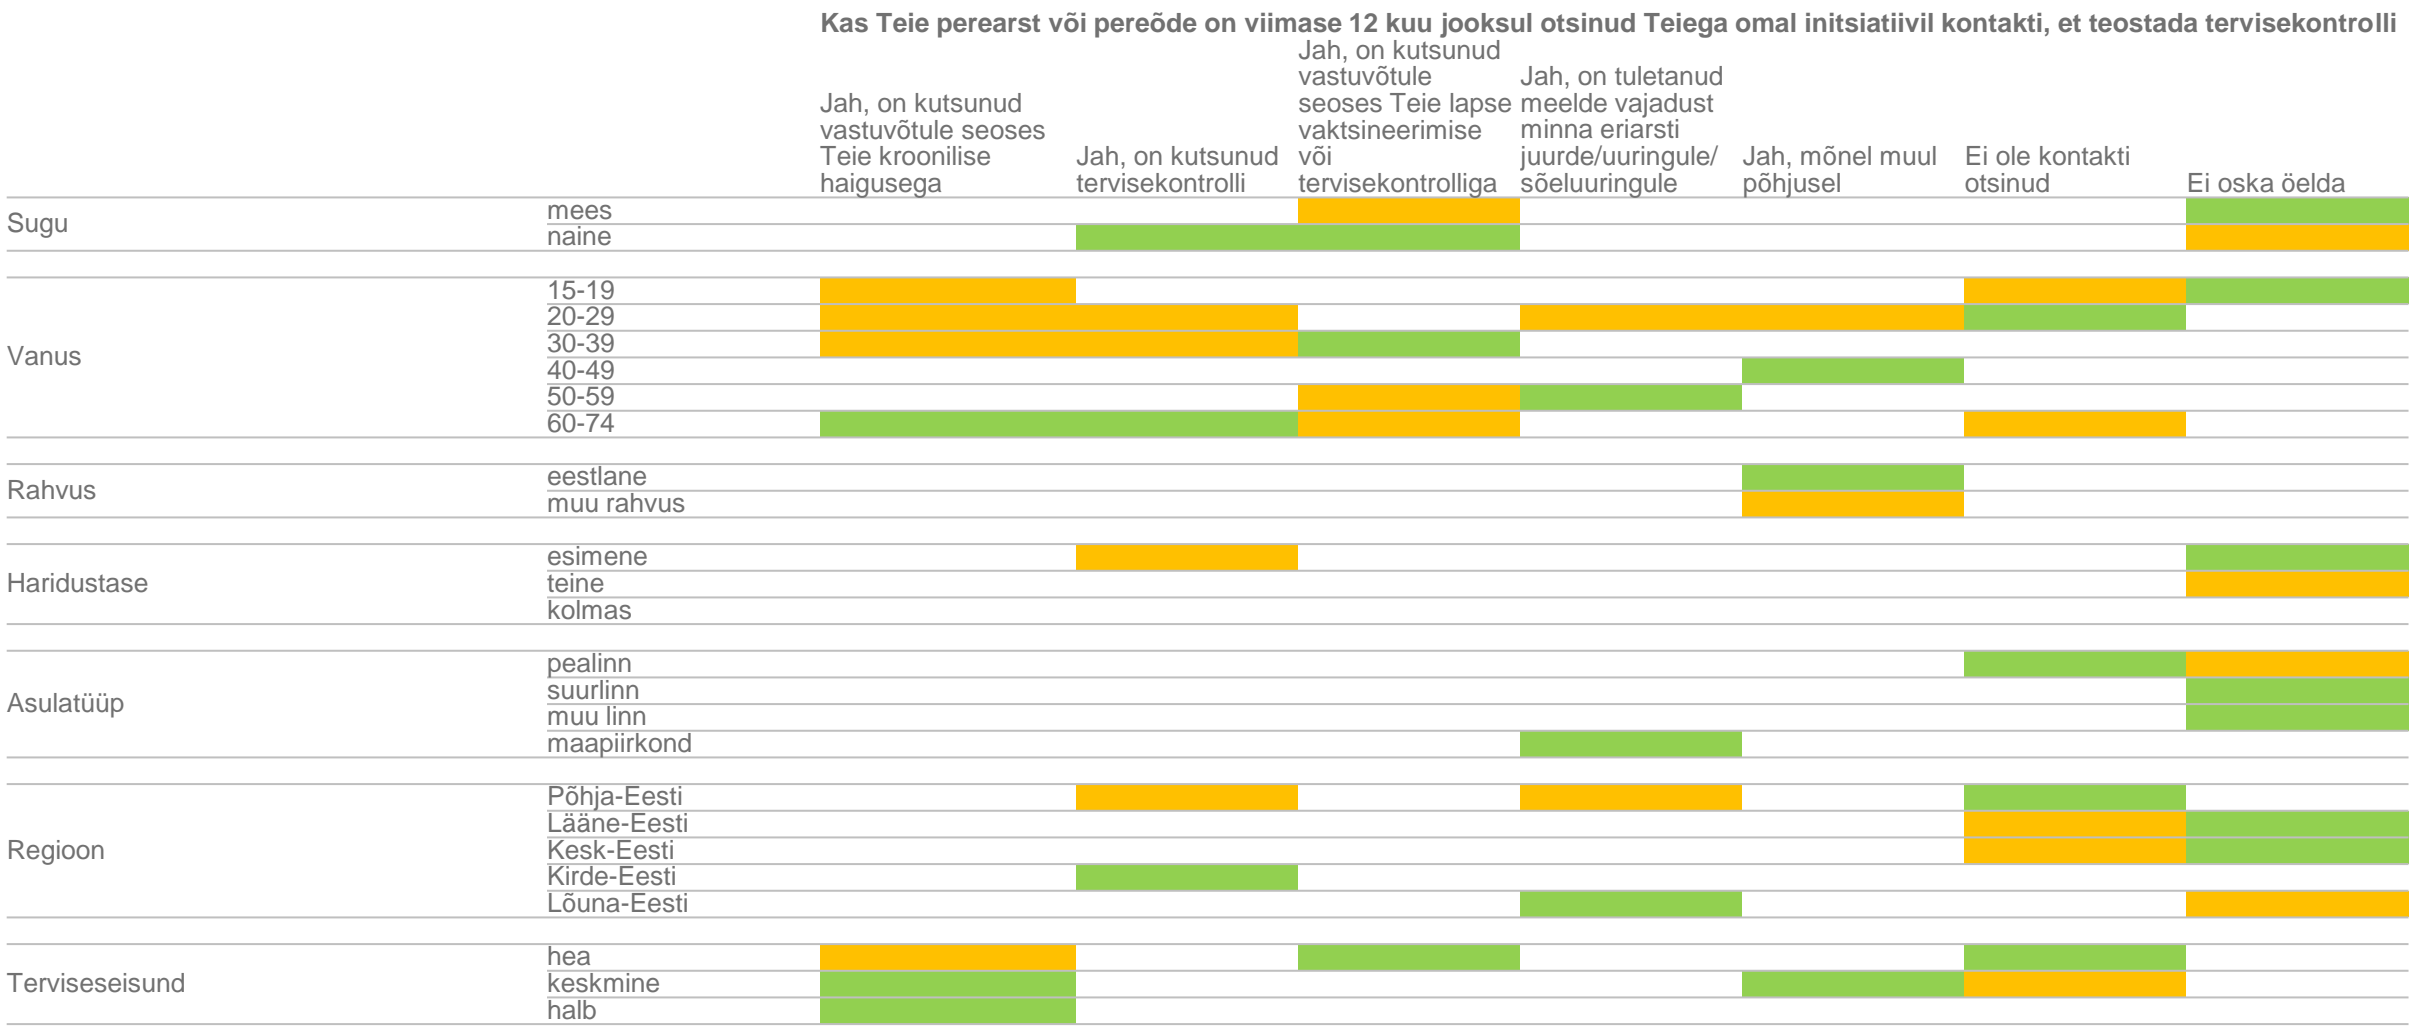 Kas Teie perearst või pereõde on viimase 12 kuu jooksul otsinud Teiega omal initsiatiivil kontakti, et teostada tervisekontrolli
Jah, on kutsunud
vastuvõtule seoses
Teie kroonilise
haigusega
Jah, on kutsunud
tervisekontrolli
Jah, on kutsunud
vastuvõtule
seoses Teie lapse
vaktsineerimise
või
tervisekontrolliga
Jah, on tuletanud
meelde vajadust
minna eriarsti
juurde/uuringule/
sõeluuringule
Jah, mõnel muul
põhjusel
Ei ole kontakti
otsinud
Ei oska öelda
Sugu
mees
naine
Vanus
15-19
20-29
30-39
40-49
50-59
60-74
Rahvus
eestlane
muu rahvus
Haridustase
esimene
teine
kolmas
Asulatüüp
pealinn
suurlinn
muu linn
maapiirkond
Regioon
Põhja-Eesti
Lääne-Eesti
Kesk-Eesti
Kirde-Eesti
Lõuna-Eesti
Terviseseisund
hea
keskmine
halb